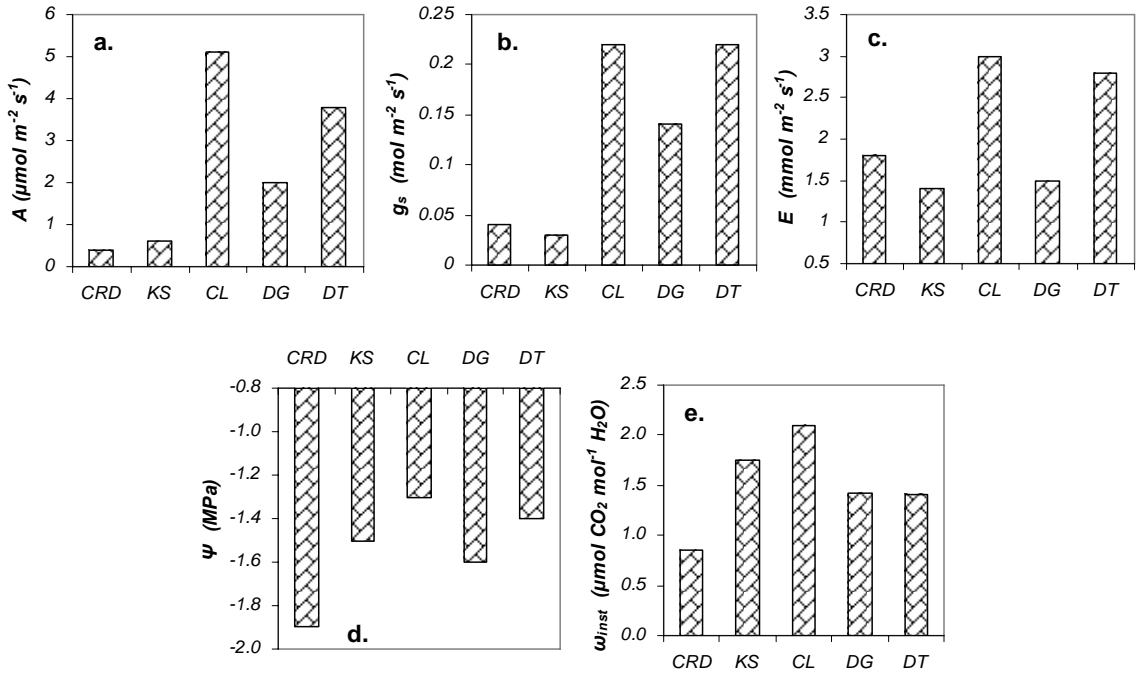 a.
A (µmol m-2 s-1)
6
5
4
3
2
1
0
CRD KS CL DG DT
b.
gs (mol m-2 s-1)
0.25
0.2
0.15
0.1
0.05
0
CRD KS CL DG DT
c.
E (mmol m-2 s-1)
3.5
3
2.5
2
1.5
1
0.5
CRD KS CL DG DT
CRD KS CL DG DT
-0.8
-1.0
-1.2
-1.4
-1.6
-1.8
-2.0
Ψ (MPa)
d.
e.
ωinst (µmol CO2 mol-1 H2O)
2.5
2.0
1.5
1.0
0.5
0.0
CRD KS CL DG DT